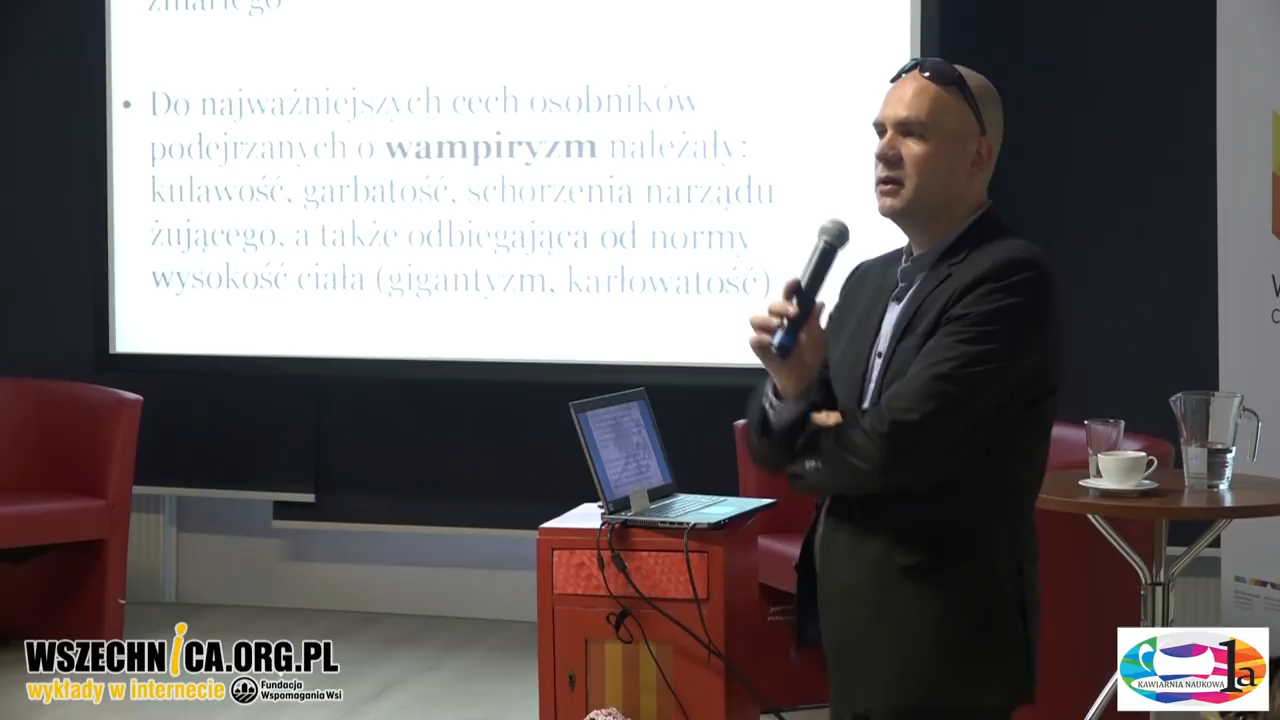 zmarłego
• Do najważniejszych cech osobników
podejrzanych o wampiryzm należały:
kulawość, garbatość, schorzenia narządu
żującego, a także odbiegająca od normy
wysokość ciała (gigantyzm, karłowatość)
WSZECHNICA.ORG.PL
wykłady w internecie
Fundacja
Wspomagania Wsi
KAWIARNIA NAUKOWA
1a